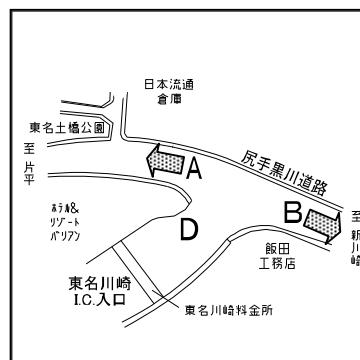 日本流通
倉庫
東名土橋公園
至
片
平
A
尻手黒川道路
B
至
新
川
崎
ﾎﾃﾙ&
ﾘｿﾞｰﾄ
ﾊﾞﾘｱﾝ
D
飯田
工務店
東名川崎
I.C.入口
東名川崎料金所